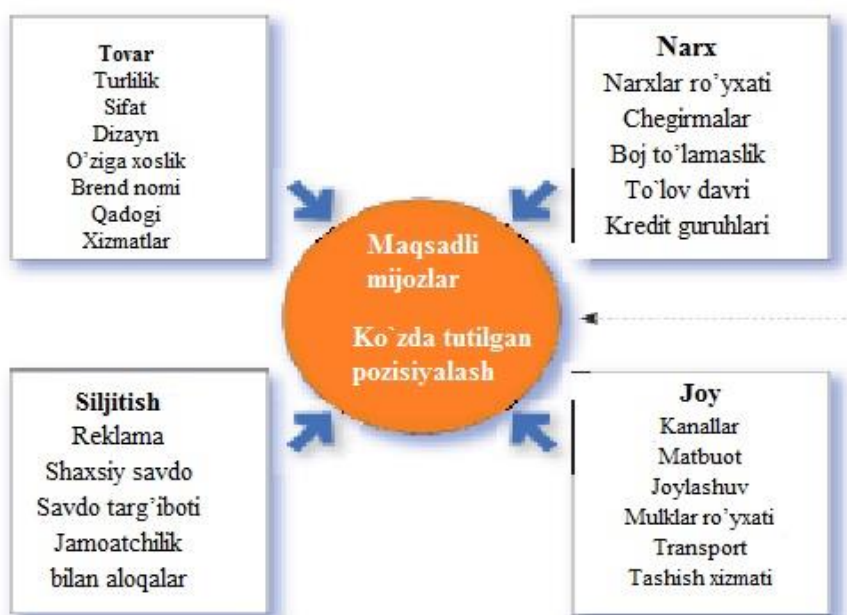 Tovar
Turlilik
Sifat
Dizayn
O’ziga xoslik
Brend nomi
Qadogi
Xizmatlar
Narx
Narxlar ro’yxati
Chegirmalar
Boj to’lamaslik
To`lov davri
Kredit guruhlari
Maqsadli
mijozlar
Ko`zda tutilgan
pozisiyalash
Siljitish
Reklama
Shaxsiy savdo
Savdo targ’iboti
Jamoatchilik
bilan aloqalar
Joy
Kanallar
Matbuot
Joylashuv
Mulklar ro’yxati
Transport
Tashish xizmati